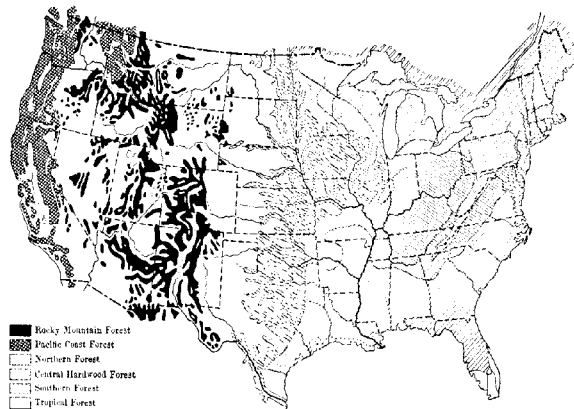 Rocky Mountain Forest
Pacific Coast Forest
Northern Forest
Central Hardwood Forest
Southern Forest
Tropical Forest